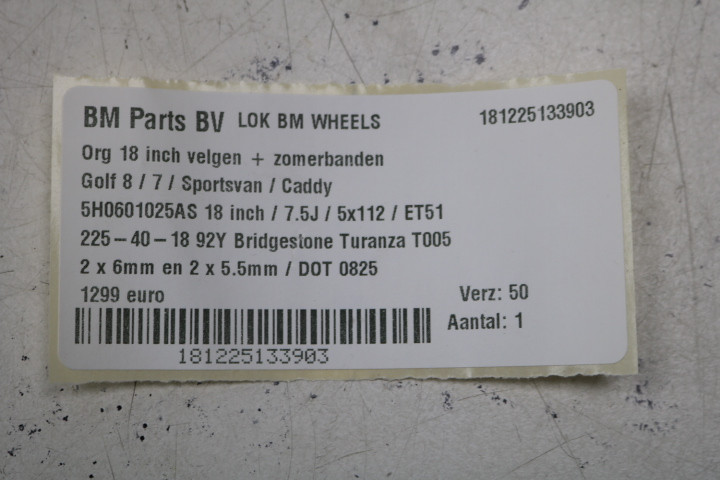 BM Parts BV LOK BM WHEELS 181225133903
Org 18 inch velgen + zomerbanden
Golf 8 / 7 / Sportsvan / Caddy
5H0601025AS 18 inch / 7.5J / 5x112 / ET51
225-40-18 92Y Bridgestone Turanza T005
2 x 6mm en 2 x 5.5mm / DOT 0825
1299 euro Verz: 50
Aantal: 1
181225133903